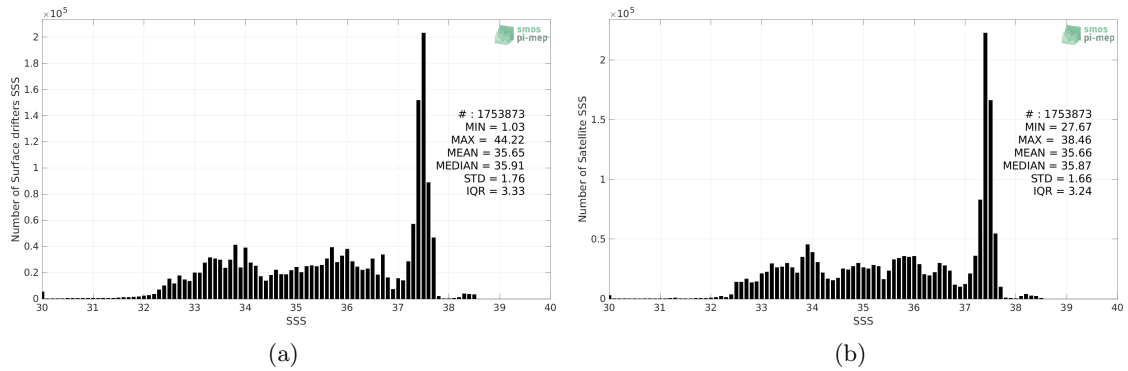 ×10⁵
2
1.8
1.6
1.4
1.2
1
0.8
0.6
0.4
0.2
0
Number of Surface drifters SSS
smos
pi-mep
# : 1753873
MIN = 1.03
MAX = 44.22
MEAN = 35.65
MEDIAN = 35.91
STD = 1.76
IQR = 3.33
30 31 32 33 34 35 36 37 38 39 40
SSS
(a)
×10⁵
2
1.5
1
0.5
0
Number of Satellite SSS
smos
pi-mep
# : 1753873
MIN = 27.67
MAX = 38.46
MEAN = 35.66
MEDIAN = 35.87
STD = 1.66
IQR = 3.24
30 31 32 33 34 35 36 37 38 39 40
SSS
(b)